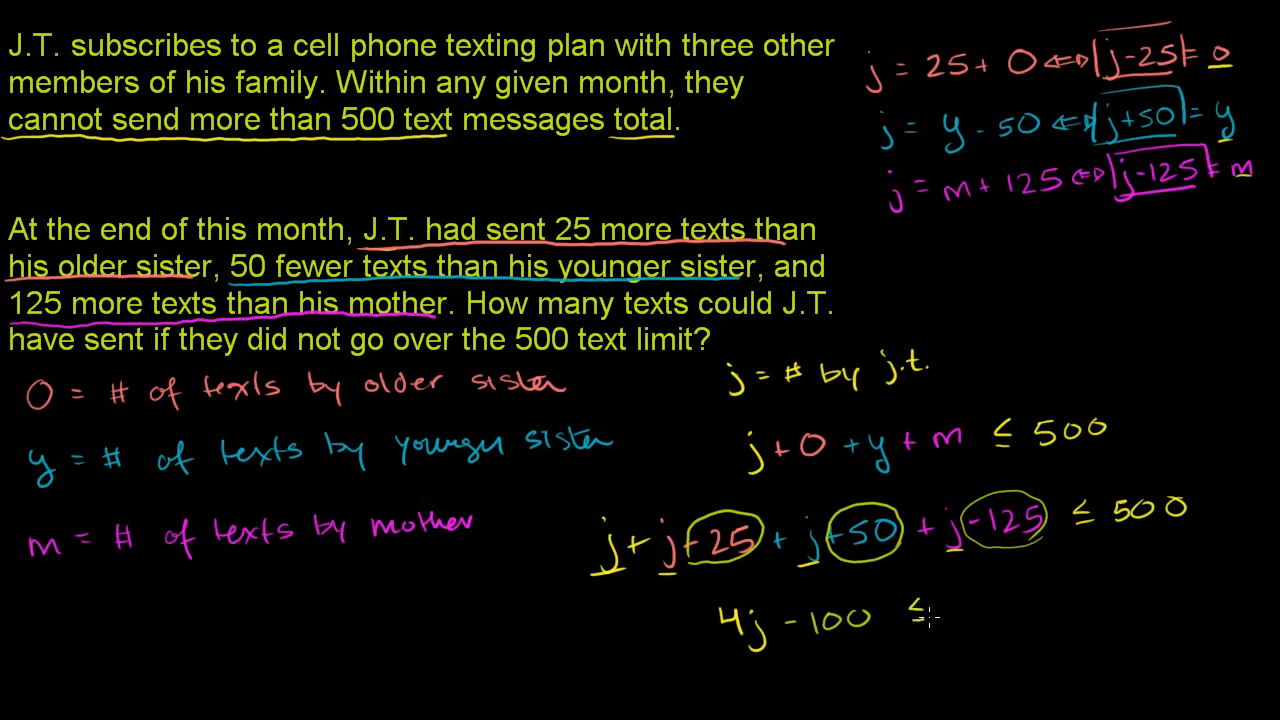 J.T. subscribes to a cell phone texting plan with three other
members of his family. Within any given month, they
cannot send more than 500 text messages total.
At the end of this month, J.T. had sent 25 more texts than
his older sister, 50 fewer texts than his younger sister, and
125 more texts than his mother. How many texts could J.T.
have sent if they did not go over the 500 text limit?
j = 25 + O ⇔ j-25 = o
j = y - 50 ⇔ j+50 = y
j = m + 125 ⇔ j-125 = m
O = # of texts by older sister
y = # of texts by younger sister
m = # of texts by mother
j = # by j.t.
j + O + y + m ≤ 500
j + j - 25 + j + 50 + j - 125 ≤ 500
4j - 100 ≤